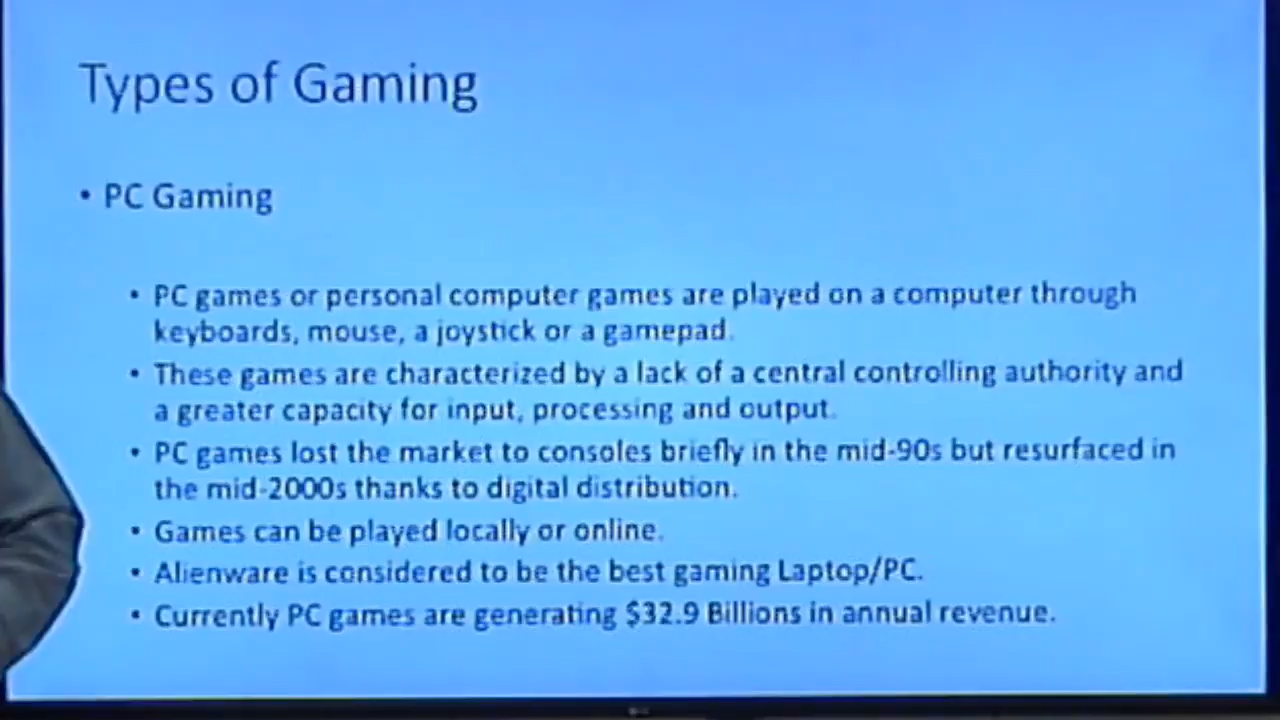 Types of Gaming
• PC Gaming
• PC games or personal computer games are played on a computer through
keyboards, mouse, a joystick or a gamepad.
• These games are characterized by a lack of a central controlling authority and
a greater capacity for input, processing and output.
• PC games lost the market to consoles briefly in the mid-90s but resurfaced in
the mid-2000s thanks to digital distribution.
• Games can be played locally or online.
• Alienware is considered to be the best gaming Laptop/PC.
• Currently PC games are generating $32.9 Billions in annual revenue.